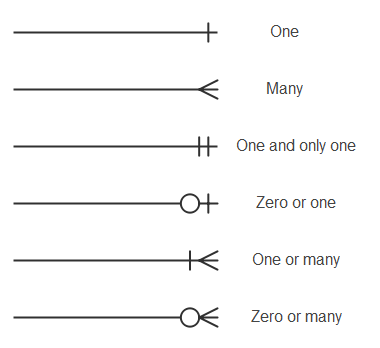 One
Many
One and only one
Zero or one
One or many
Zero or many